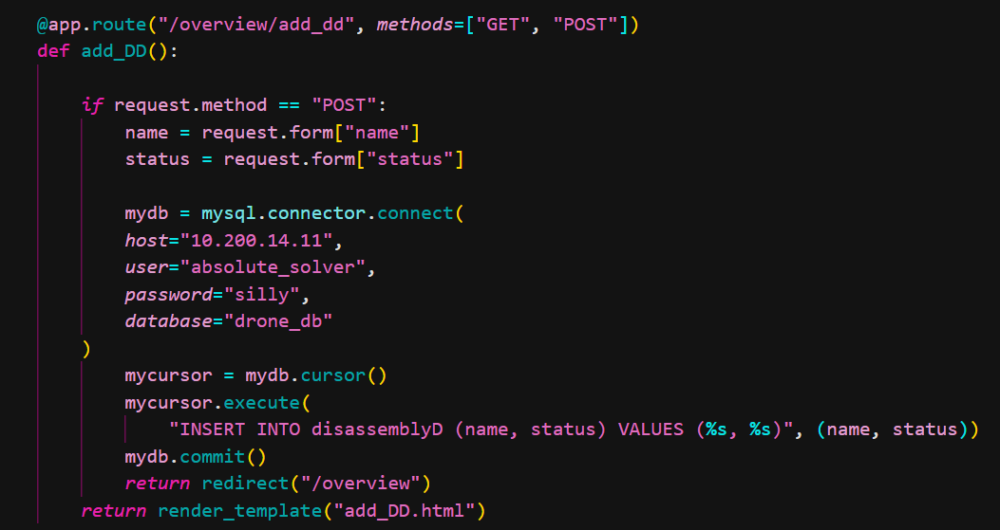 @app.route("/overview/add_dd", methods=["GET", "POST"])
def add_DD():
if request.method == "POST":
name = request.form["name"]
status = request.form["status"]
mydb = mysql.connector.connect(
host="10.200.14.11",
user="absolute_solver",
password="silly",
database="drone_db"
)
mycursor = mydb.cursor()
mycursor.execute(
"INSERT INTO disassemblyD (name, status) VALUES (%s, %s)", (name, status))
mydb.commit()
return redirect("/overview")
return render_template("add_DD.html")